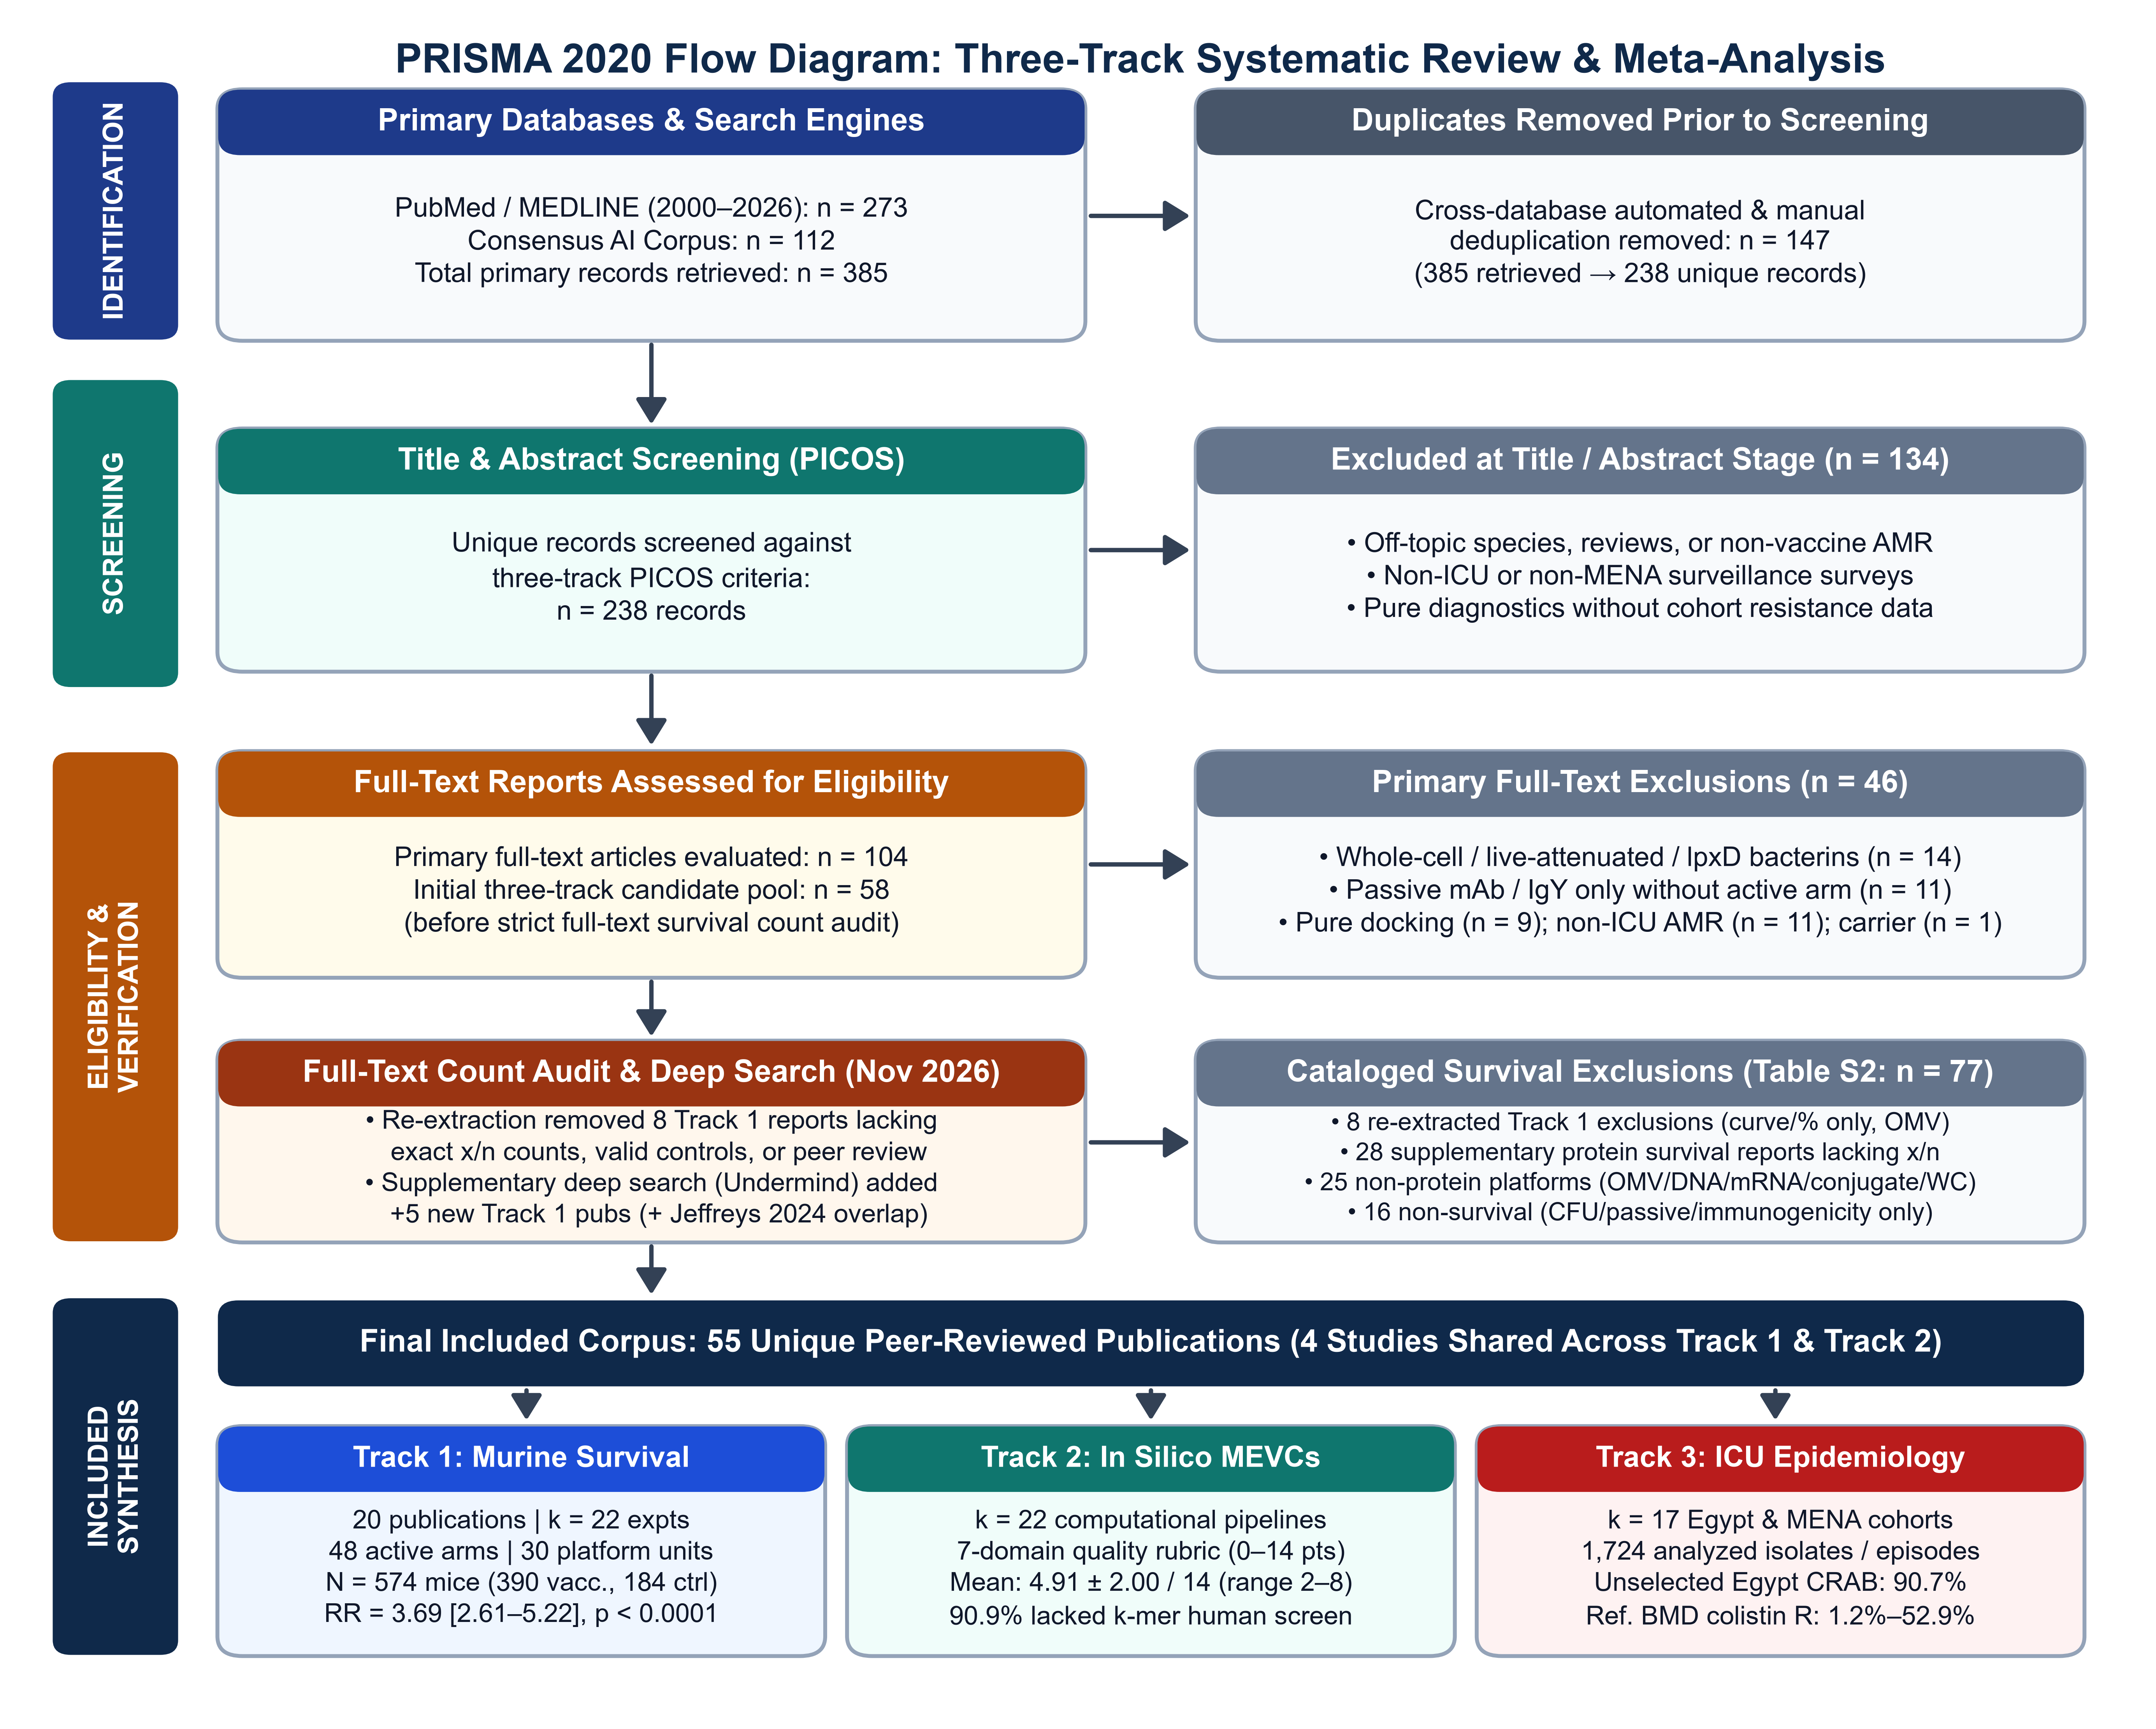 PRISMA 2020 Flow Diagram: Three-Track Systematic Review & Meta-Analysis
IDENTIFICATION
Primary Databases & Search Engines
PubMed / MEDLINE (2000–2026): n = 273
Consensus AI Corpus: n = 112
Total primary records retrieved: n = 385
Duplicates Removed Prior to Screening
Cross-database automated & manual
deduplication removed: n = 147
(385 retrieved → 238 unique records)
SCREENING
Title & Abstract Screening (PICOS)
Unique records screened against
three-track PICOS criteria:
n = 238 records
Excluded at Title / Abstract Stage (n = 134)
• Off-topic species, reviews, or non-vaccine AMR
• Non-ICU or non-MENA surveillance surveys
• Pure diagnostics without cohort resistance data
ELIGIBILITY &
VERIFICATION
Full-Text Reports Assessed for Eligibility
Primary full-text articles evaluated: n = 104
Initial three-track candidate pool: n = 58
(before strict full-text survival count audit)
Primary Full-Text Exclusions (n = 46)
• Whole-cell / live-attenuated / lpxD bacterins (n = 14)
• Passive mAb / IgY only without active arm (n = 11)
• Pure docking (n = 9); non-ICU AMR (n = 11); carrier (n = 1)
Full-Text Count Audit & Deep Search (Nov 2026)
• Re-extraction removed 8 Track 1 reports lacking
exact x/n counts, valid controls, or peer review
• Supplementary deep search (Undermind) added
+5 new Track 1 pubs (+ Jeffreys 2024 overlap)
Cataloged Survival Exclusions (Table S2: n = 77)
• 8 re-extracted Track 1 exclusions (curve/% only, OMV)
• 28 supplementary protein survival reports lacking x/n
• 25 non-protein platforms (OMV/DNA/mRNA/conjugate/WC)
• 16 non-survival (CFU/passive/immunogenicity only)
INCLUDED
SYNTHESIS
Final Included Corpus: 55 Unique Peer-Reviewed Publications (4 Studies Shared Across Track 1 & Track 2)
Track 1: Murine Survival
20 publications | k = 22 expts
48 active arms | 30 platform units
N = 574 mice (390 vacc., 184 ctrl)
RR = 3.69 [2.61–5.22], p < 0.0001
Track 2: In Silico MEVCs
k = 22 computational pipelines
7-domain quality rubric (0–14 pts)
Mean: 4.91 ± 2.00 / 14 (range 2–8)
90.9% lacked k-mer human screen
Track 3: ICU Epidemiology
k = 17 Egypt & MENA cohorts
1,724 analyzed isolates / episodes
Unselected Egypt CRAB: 90.7%
Ref. BMD colistin R: 1.2%–52.9%